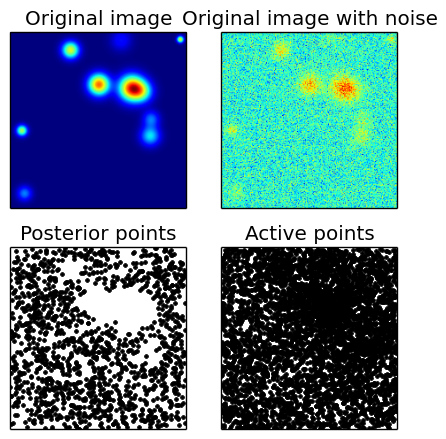 Original image
Original image with noise
Posterior points
Active points